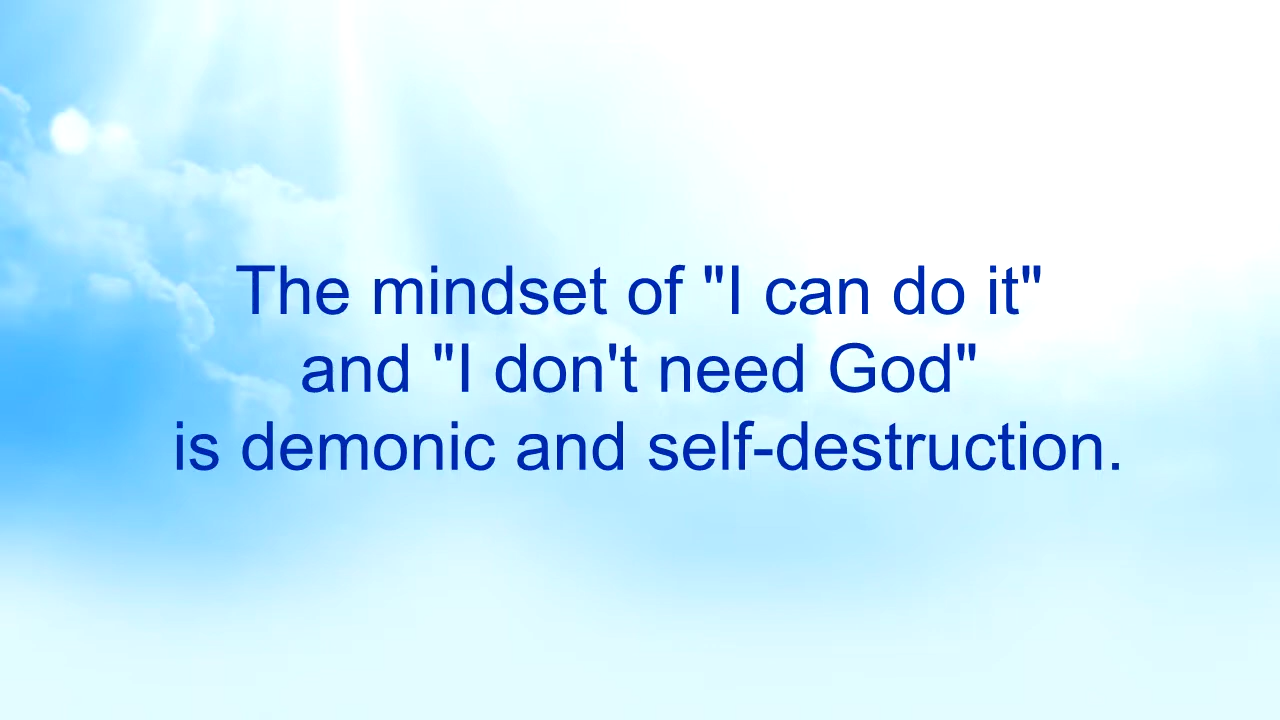 The mindset of "I can do it"
and "I don't need God"
is demonic and self-destruction.